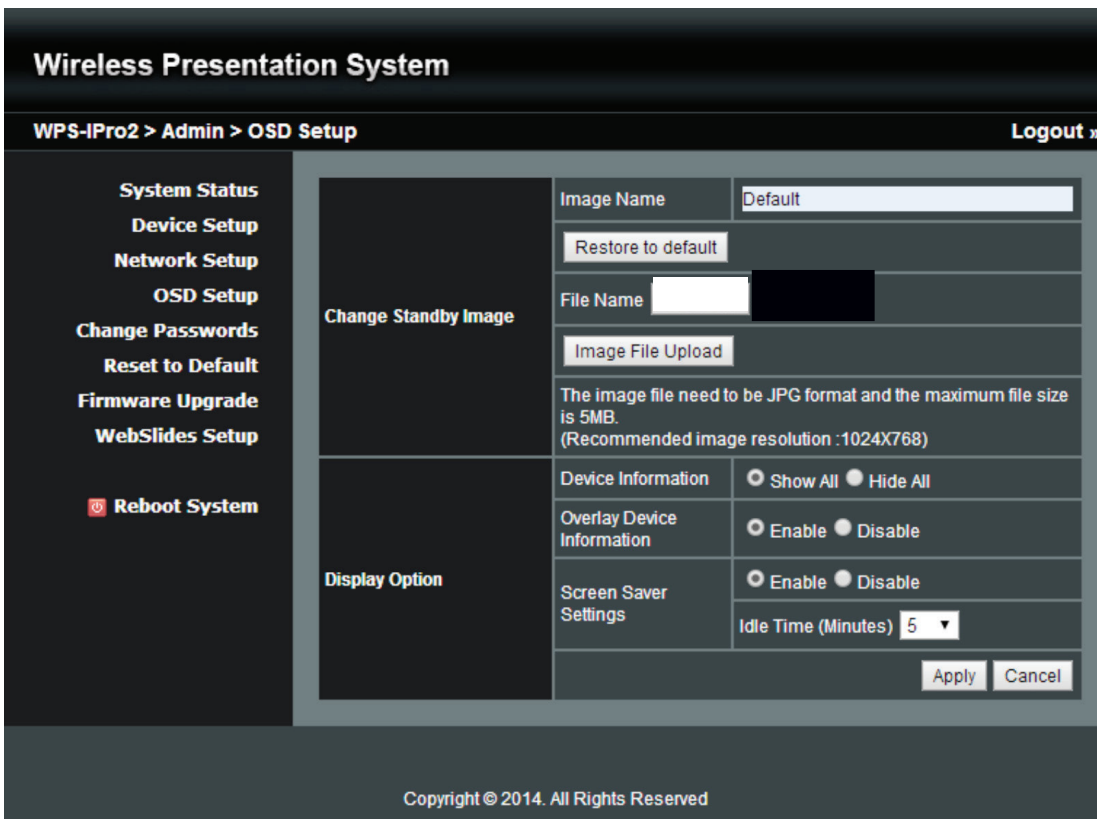 Wireless Presentation System
WPS-IPro2 > Admin > OSD Setup
Logout »
System Status
Device Setup
Network Setup
OSD Setup
Change Passwords
Reset to Default
Firmware Upgrade
WebSlides Setup
Reboot System
Change Standby Image
Image Name
Default
Restore to default
File Name
Image File Upload
The image file need to be JPG format and the maximum file size
is 5MB.
(Recommended image resolution :1024X768)
Display Option
Device Information
Show All Hide All
Overlay Device
Information
Enable Disable
Screen Saver
Settings
Enable Disable
Idle Time (Minutes) 5
Apply Cancel
Copyright © 2014. All Rights Reserved